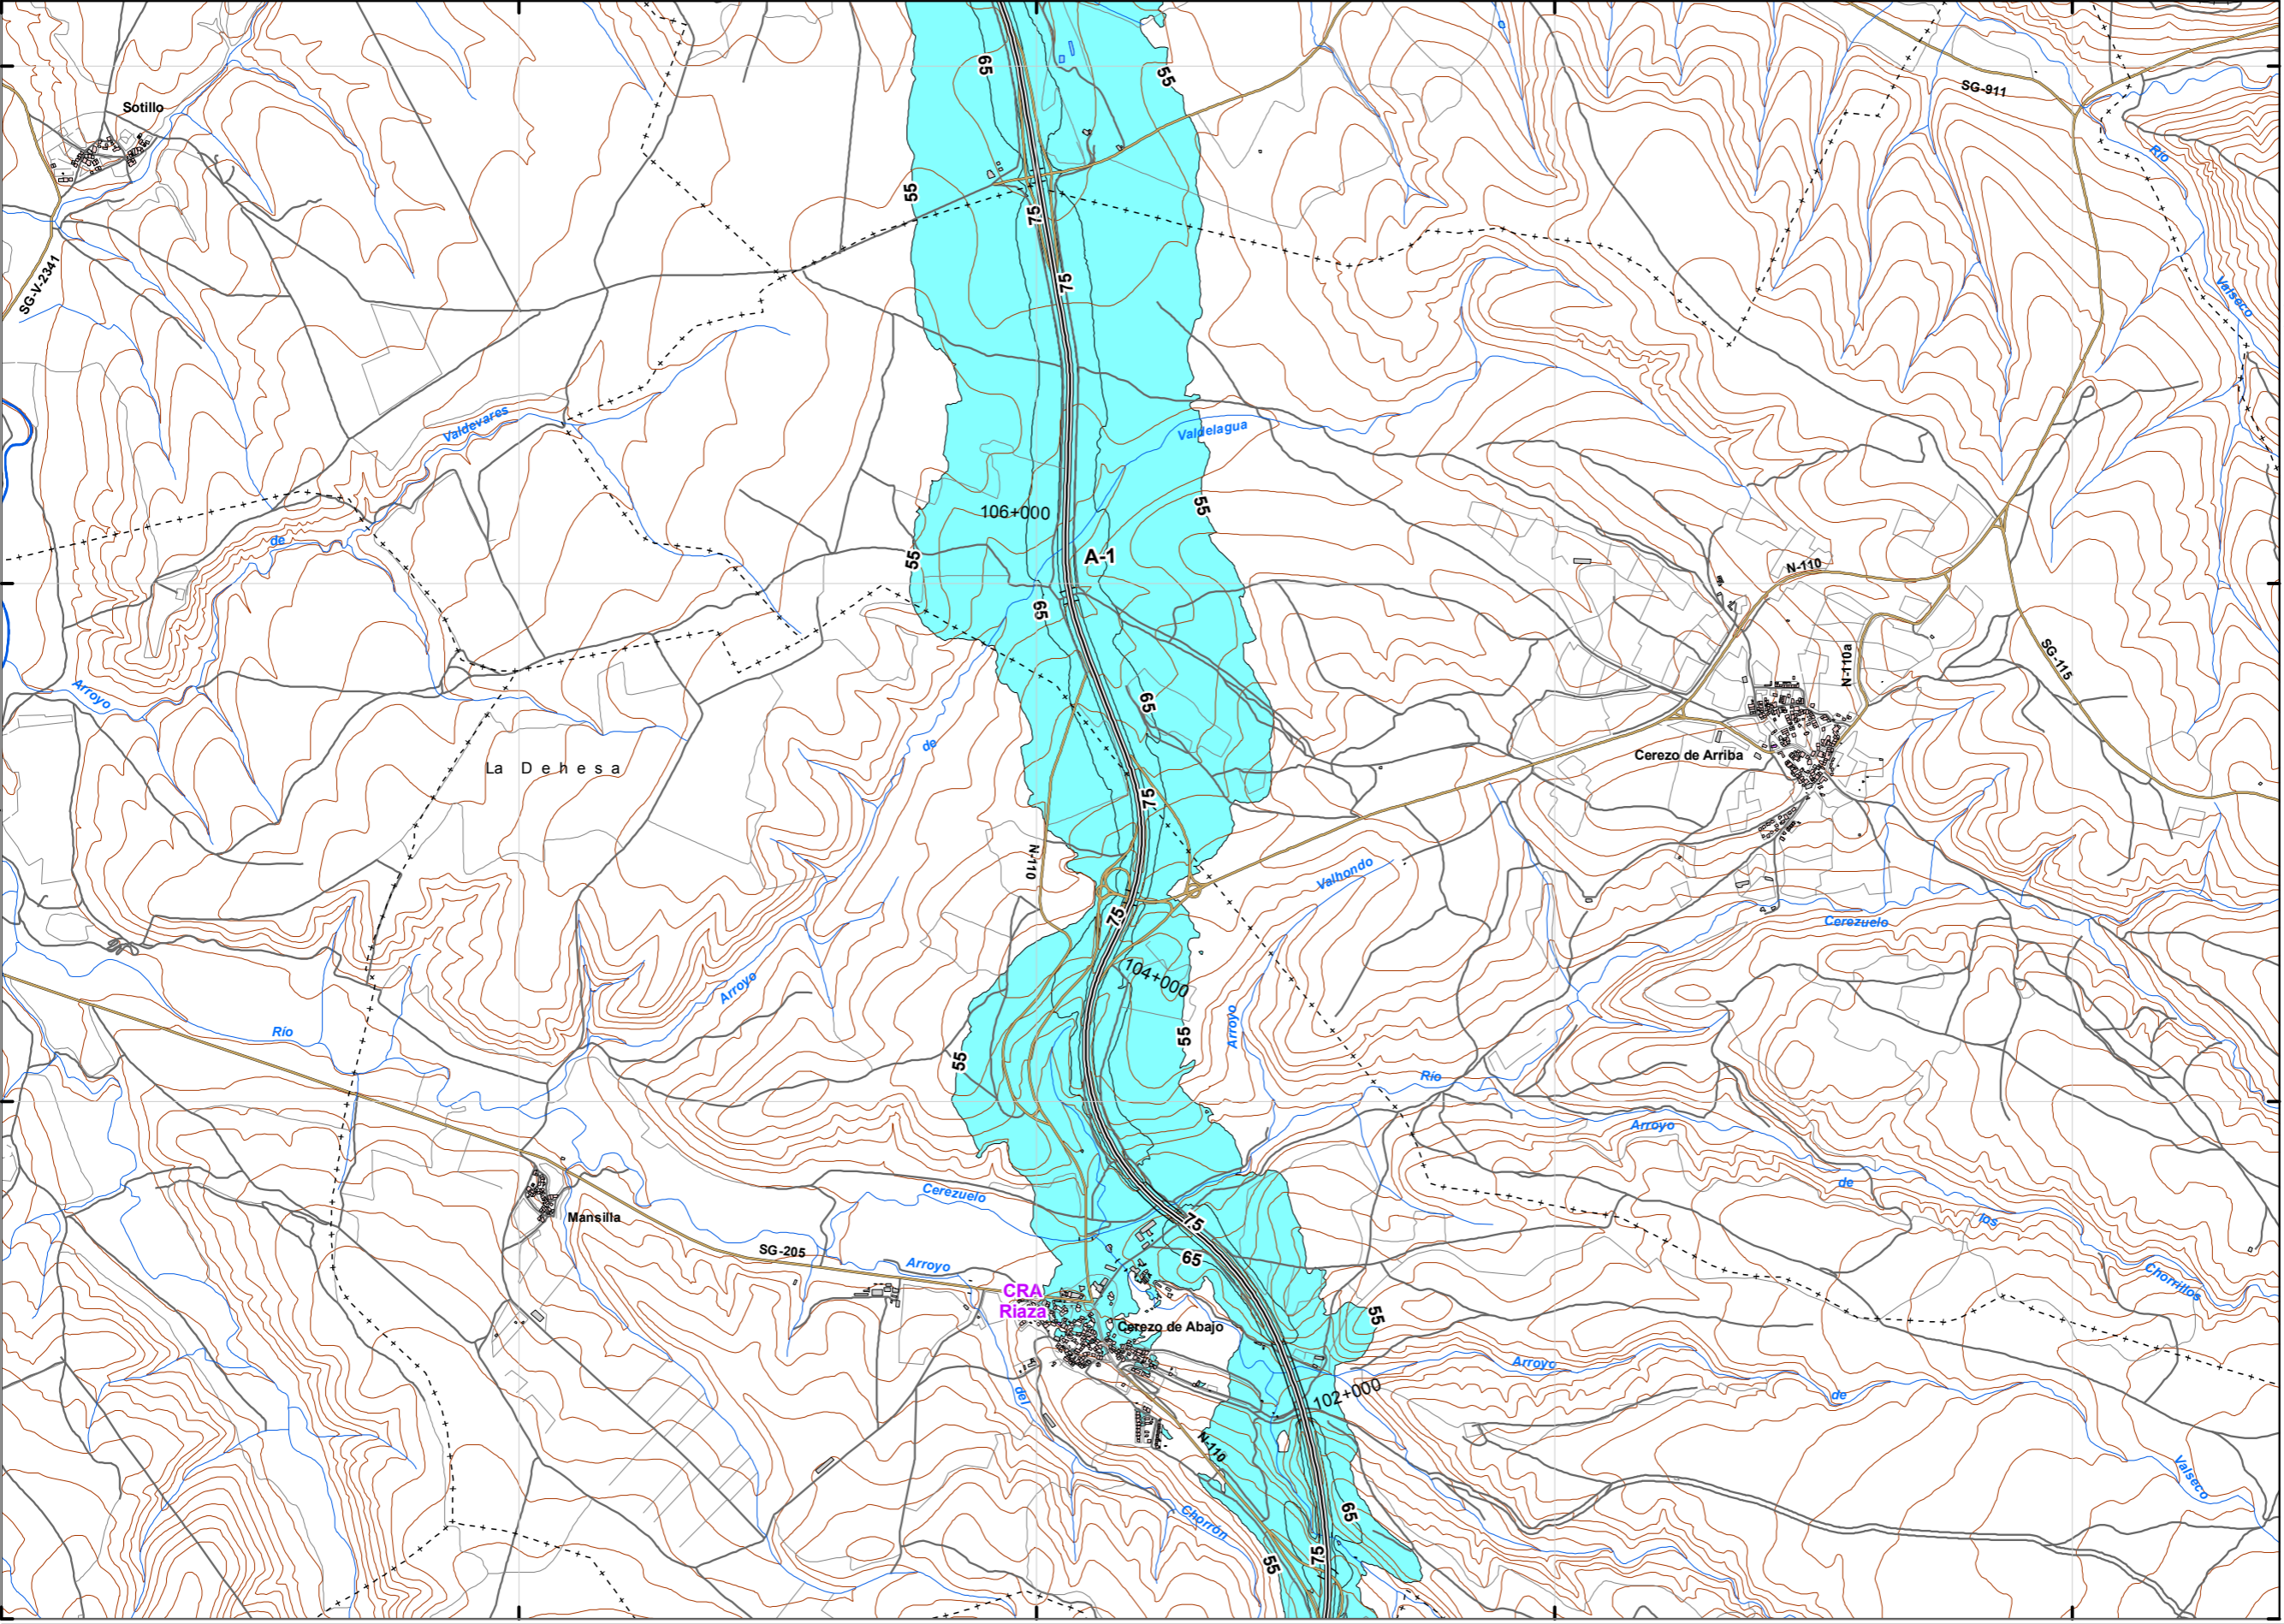 65
55
SG-911
Sotillo
Río
55
75
SG-V-2341
75
Valseco
Valdevares
Valdelagua
55
106+000
de
55
A-1
N-110
65
SG-115
N-110a
Arroyo
65
de
Cerezo de Arriba
La Dehesa
75
N-110
Valhondo
75
Cerezuelo
104+000
Arroyo
Río
Arroyo
55
55
Río
Arroyo
de
Cerezuelo
los
Mansilla
75
SG-205
65
Arroyo
Chorrillos
CRA
Riaza
55
Cerezo de Abajo
Arroyo
de
del
102+000
N-110
Valseco
65
Chorrón
75
55